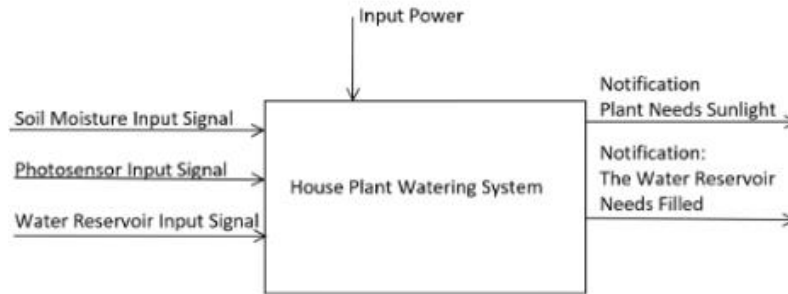 Input Power
Notification
Plant Needs Sunlight
Soil Moisture Input Signal
Photosensor Input Signal
Notification:
The Water Reservoir
Needs Filled
House Plant Watering System
Water Reservoir Input Signal